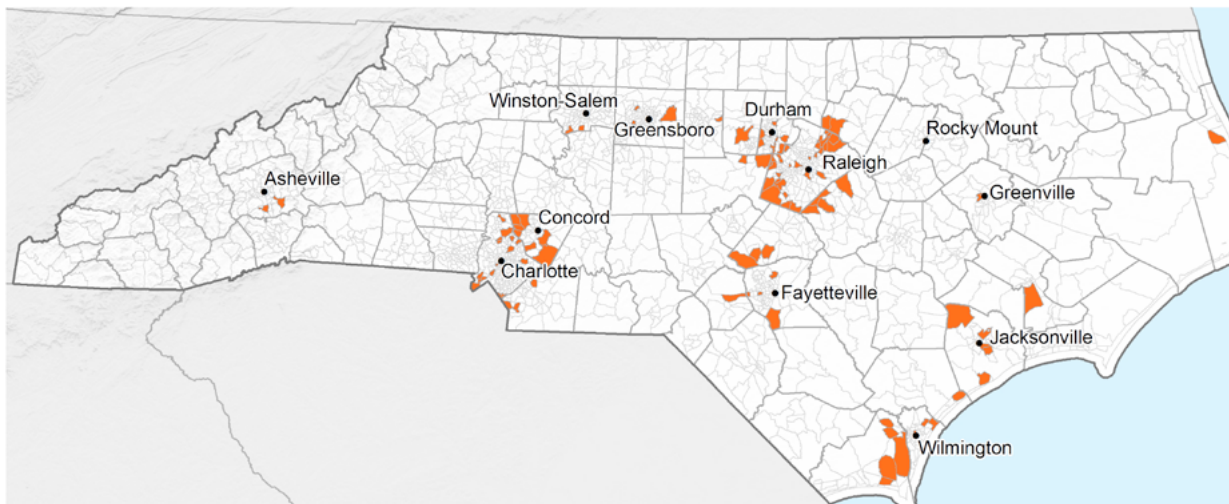 Winston-Salem
Greensboro
Durham
Raleigh
Rocky Mount
Asheville
Greenville
Concord
Charlotte
Fayetteville
Jacksonville
Wilmington